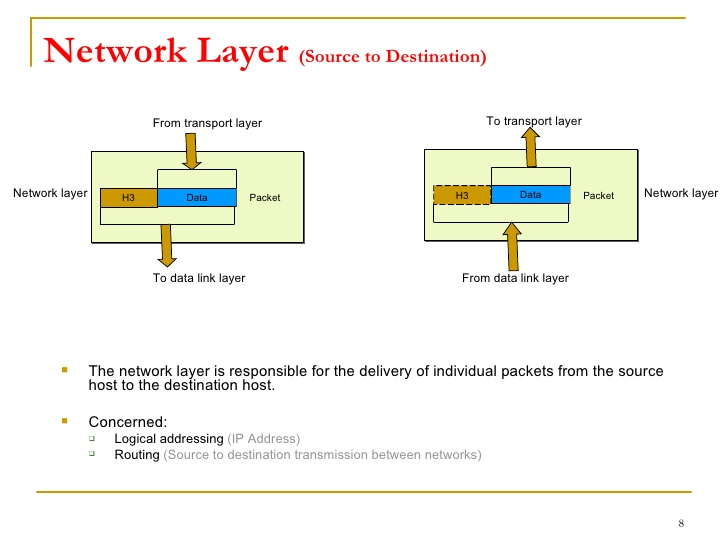 Network Layer (Source to Destination)
From transport layer
Network layer
H3
Data
Packet
To data link layer
To transport layer
H3
Data
Packet
Network layer
From data link layer
The network layer is responsible for the delivery of individual packets from the source
host to the destination host.
Concerned:
Logical addressing (IP Address)
Routing (Source to destination transmission between networks)
8